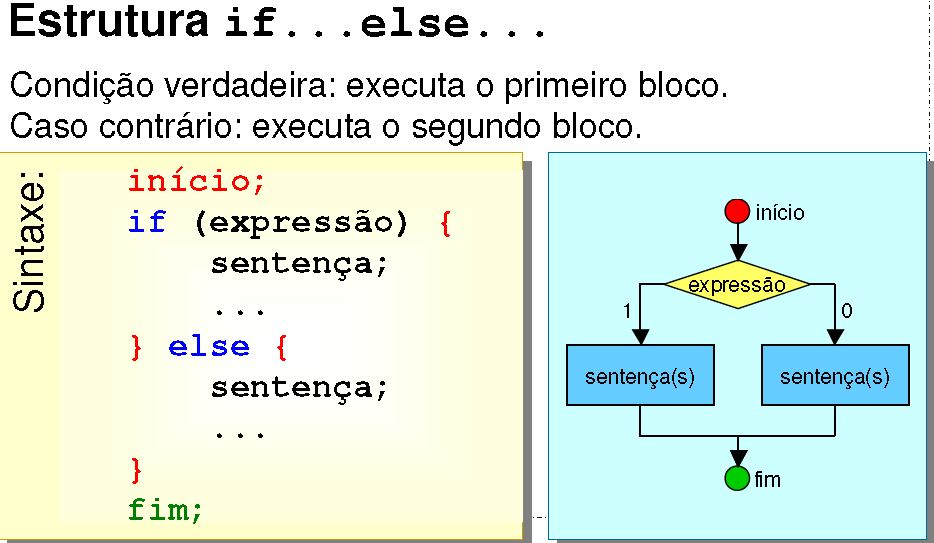 Estrutura if...else...
Condição verdadeira: executa o primeiro bloco.
Caso contrário: executa o segundo bloco.
Sintaxe:
início;
if (expressão) {
sentença;
...
} else {
sentença;
...
}
fim;
início
expressão
1
0
sentença(s)
sentença(s)
fim